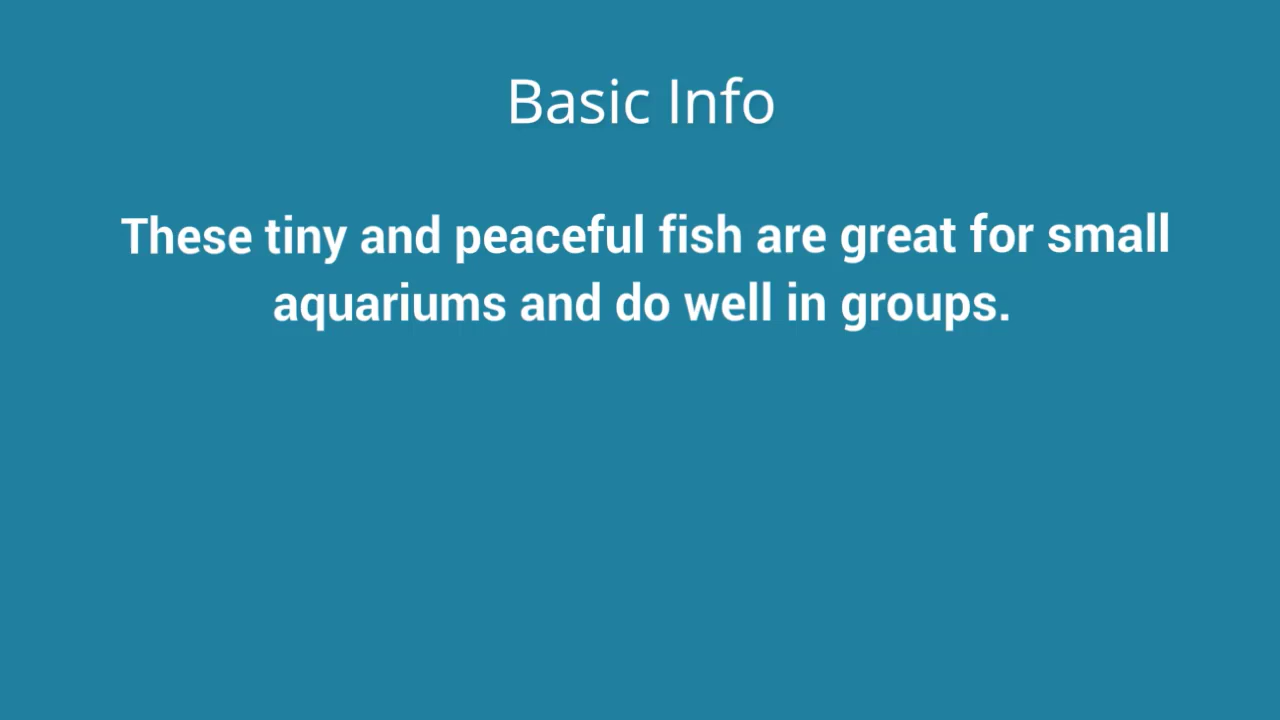 Basic Info
These tiny and peaceful fish are great for small
aquariums and do well in groups.